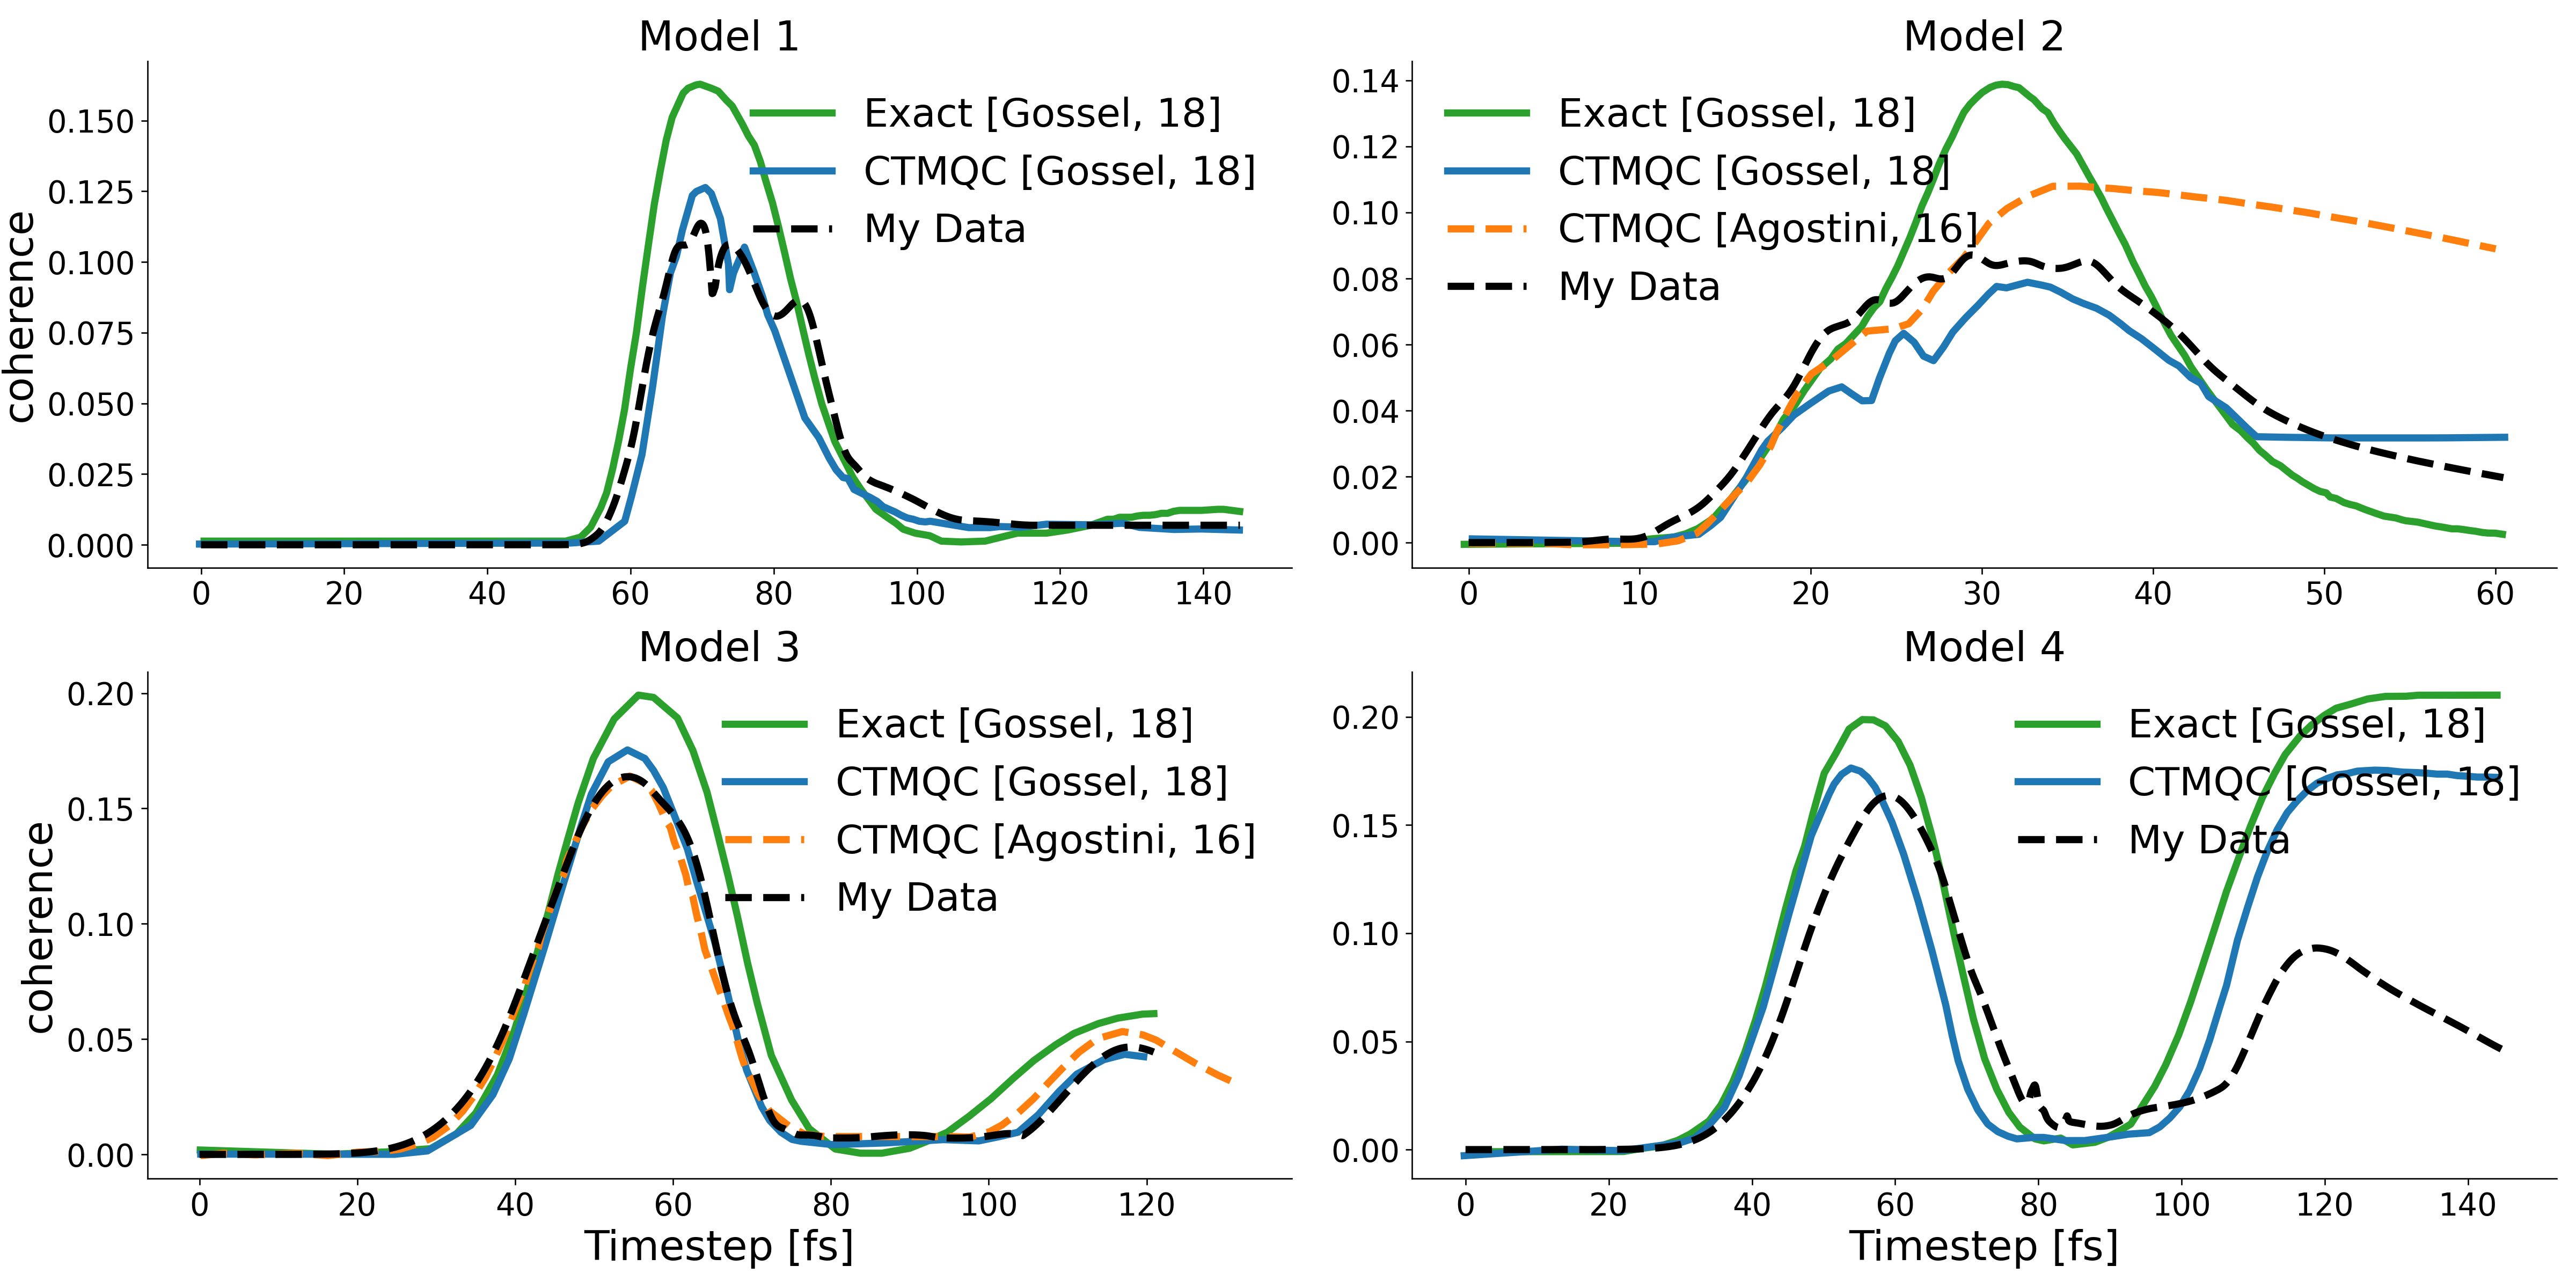 Model 1
Exact [Gossel, 18]
CTMQC [Gossel, 18]
My Data
coherence
0.150
0.125
0.100
0.075
0.050
0.025
0.000
0 20 40 60 80 100 120 140
Model 2
Exact [Gossel, 18]
CTMQC [Gossel, 18]
CTMQC [Agostini, 16]
My Data
0.14
0.12
0.10
0.08
0.06
0.04
0.02
0.00
0 10 20 30 40 50 60
Model 3
Exact [Gossel, 18]
CTMQC [Gossel, 18]
CTMQC [Agostini, 16]
My Data
coherence
0.20
0.15
0.10
0.05
0.00
0 20 40 60 80 100 120
Timestep [fs]
Model 4
Exact [Gossel, 18]
CTMQC [Gossel, 18]
My Data
0.20
0.15
0.10
0.05
0.00
0 20 40 60 80 100 120 140
Timestep [fs]